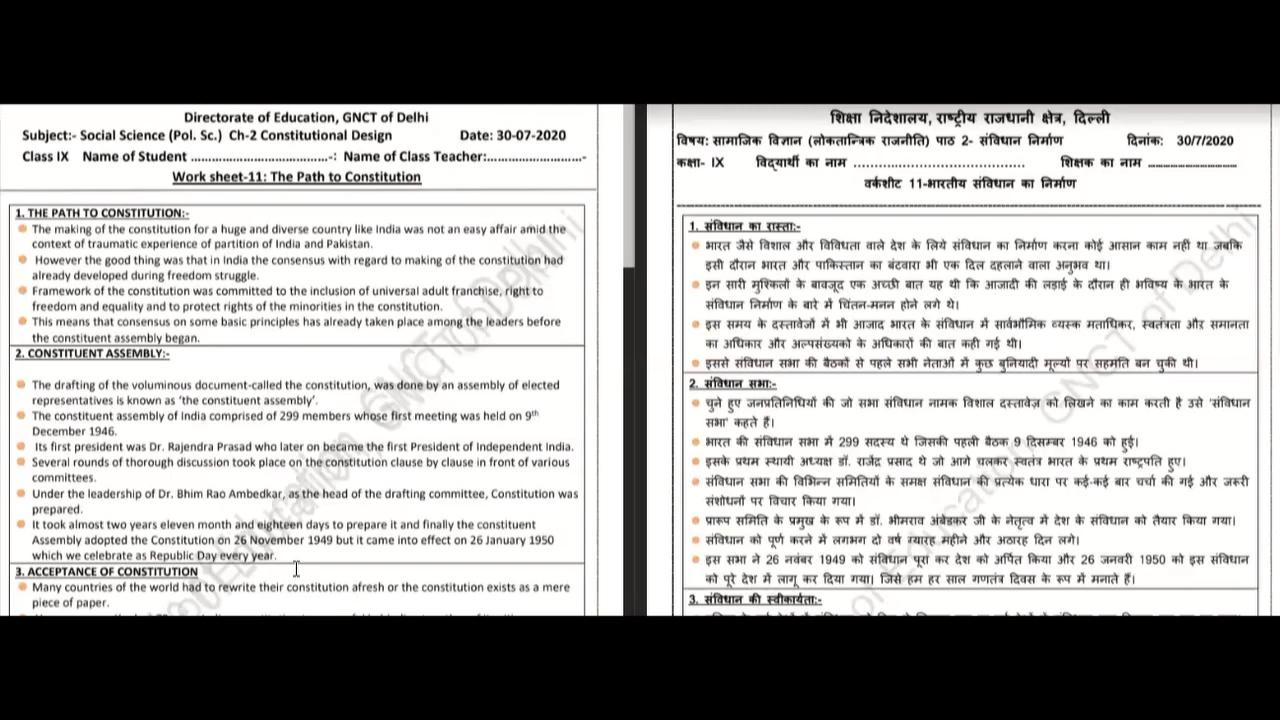 Directorate of Education, GNCT of Delhi
Subject:- Social Science (Pol. Sc.) Ch-2 Constitutional Design Date: 30-07-2020
Class IX Name of Student ....................................-: Name of Class Teacher:.........................-
Work sheet-11: The Path to Constitution
1. THE PATH TO CONSTITUTION:-
The making of the constitution for a huge and diverse country like India was not an easy affair amid the
context of traumatic experience of partition of India and Pakistan.
However the good thing was that in India the consensus with regard to making of the constitution had
already developed during freedom struggle.
Framework of the constitution was committed to the inclusion of universal adult franchise, right to
freedom and equality and to protect rights of the minorities in the constitution.
This means that consensus on some basic principles has already taken place among the leaders before
the constituent assembly began.
2. CONSTITUENT ASSEMBLY:-
The drafting of the voluminous document-called the constitution, was done by an assembly of elected
representatives is known as ‘the constituent assembly’.
The constituent assembly of India comprised of 299 members whose first meeting was held on 9th
December 1946.
Its first president was Dr. Rajendra Prasad who later on became the first President of Independent India.
Several rounds of thorough discussion took place on the constitution clause by clause in front of various
committees.
Under the leadership of Dr. Bhim Rao Ambedkar, as the head of the drafting committee, Constitution was
prepared.
It took almost two years eleven month and eighteen days to prepare it and finally the constituent
Assembly adopted the Constitution on 26 November 1949 but it came into effect on 26 January 1950
which we celebrate as Republic Day every year.
3. ACCEPTANCE OF CONSTITUTION
Many countries of the world had to rewrite their constitution afresh or the constitution exists as a mere
piece of paper.
शिक्षा निदेशालय, राष्ट्रीय राजधानी क्षेत्र, दिल्ली
विषय: सामाजिक विज्ञान (लोकतान्त्रिक राजनीति) पाठ 2- संविधान निर्माण दिनांक: 30/7/2020
कक्षा- IX विद्यार्थी का नाम .................................... शिक्षक का नाम ....................
वर्कशीट 11-भारतीय संविधान का निर्माण
1. संविधान का रास्ता:-
भारत जैसे विशाल और विविधता वाले देश के लिये संविधान का निर्माण करना कोई आसान काम नहीं था जबकि
इसी दौरान भारत और पाकिस्तान का बंटवारा भी एक दिल दहलाने वाला अनुभव था।
इन सारी मुश्किलों के बावजूद एक अच्छी बात यह थी कि आजादी की लड़ाई के दौरान ही भविष्य के भारत के
संविधान निर्माण के बारे में चिंतन-मनन होने लगे थे।
इस समय के दस्तावेजों में भी आजाद भारत के संविधान में सार्वभौमिक व्यस्क मताधिकर, स्वतंत्रता और समानता
का अधिकार और अल्पसंख्यको के अधिकारों की बात कही गई थी।
इससे संविधान सभा की बैठकों से पहले सभी नेताओं में कुछ बुनियादी मूल्यों पर सहमति बन चुकी थी।
2. संविधान सभा:-
चुने हुए जनप्रतिनिधियों की जो सभा संविधान नामक विशाल दस्तावेज़ को लिखने का काम करती है उसे 'संविधान
सभा' कहते हैं।
भारत की संविधान सभा में 299 सदस्य थे जिसकी पहली बैठक 9 दिसम्बर 1946 को हुई।
इसके प्रथम स्थायी अध्यक्ष डॉ. राजेंद्र प्रसाद थे जो आगे चलकर स्वतंत्र भारत के प्रथम राष्ट्रपति हुए।
संविधान सभा की विभिन्न समितियों के समक्ष संविधान की प्रत्येक धारा पर कई-कई बार चर्चा की गई और जरूरी
संशोधनों पर विचार किया गया।
प्रारूप समिति के प्रमुख के रूप में डॉ. भीमराव अंबेडकर जी के नेतृत्व में देश के संविधान को तैयार किया गया।
संविधान को पूर्ण करने में लगभग दो वर्ष ग्यारह महीने और अठारह दिन लगे।
इस सभा ने 26 नवंबर 1949 को संविधान पूरा कर देश को अर्पित किया और 26 जनवरी 1950 को इस संविधान
को पूरे देश में लागू कर दिया गया। जिसे हम हर साल गणतंत्र दिवस के रूप में मनाते हैं।
3. संविधान की स्वीकार्यता:-